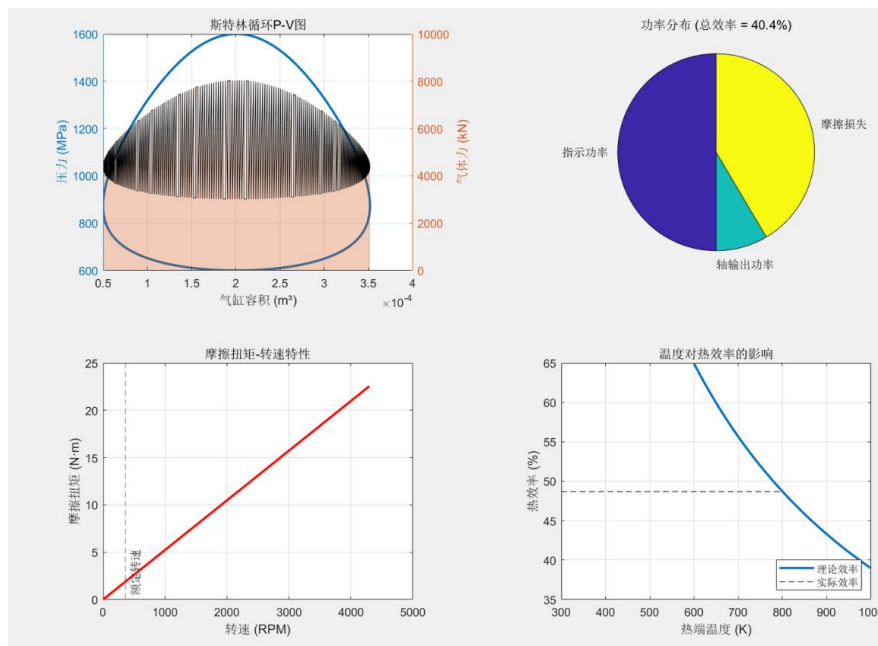 斯特林循环P-V图
1600
1400
1200
1000
800
600
压力 (MPa)
10000
8000
6000
4000
2000
0
气体力 (kN)
0.5 1 1.5 2 2.5 3 3.5 4
×10⁻⁴
气缸容积 (m³)
功率分布 (总效率 = 40.4%)
指示功率
摩擦损失
轴输出功率
摩擦扭矩-转速特性
25
20
15
10
5
0
摩擦扭矩 (N·m)
额定转速
0 1000 2000 3000 4000 5000
转速 (RPM)
温度对热效率的影响
65
60
55
50
45
40
35
热效率 (%)
理论效率
实际效率
300 400 500 600 700 800 900 1000
热端温度 (K)